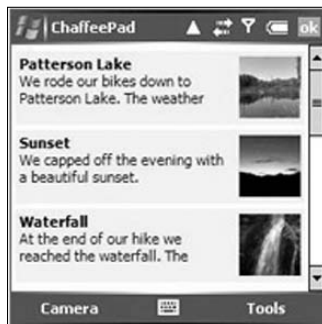 ChaffeePad
ok
Patterson Lake
We rode our bikes down to
Patterson Lake. The weather
Sunset
We capped off the evening with
a beautiful sunset.
Waterfall
At the end of our hike we
reached the waterfall. The
Camera
Tools